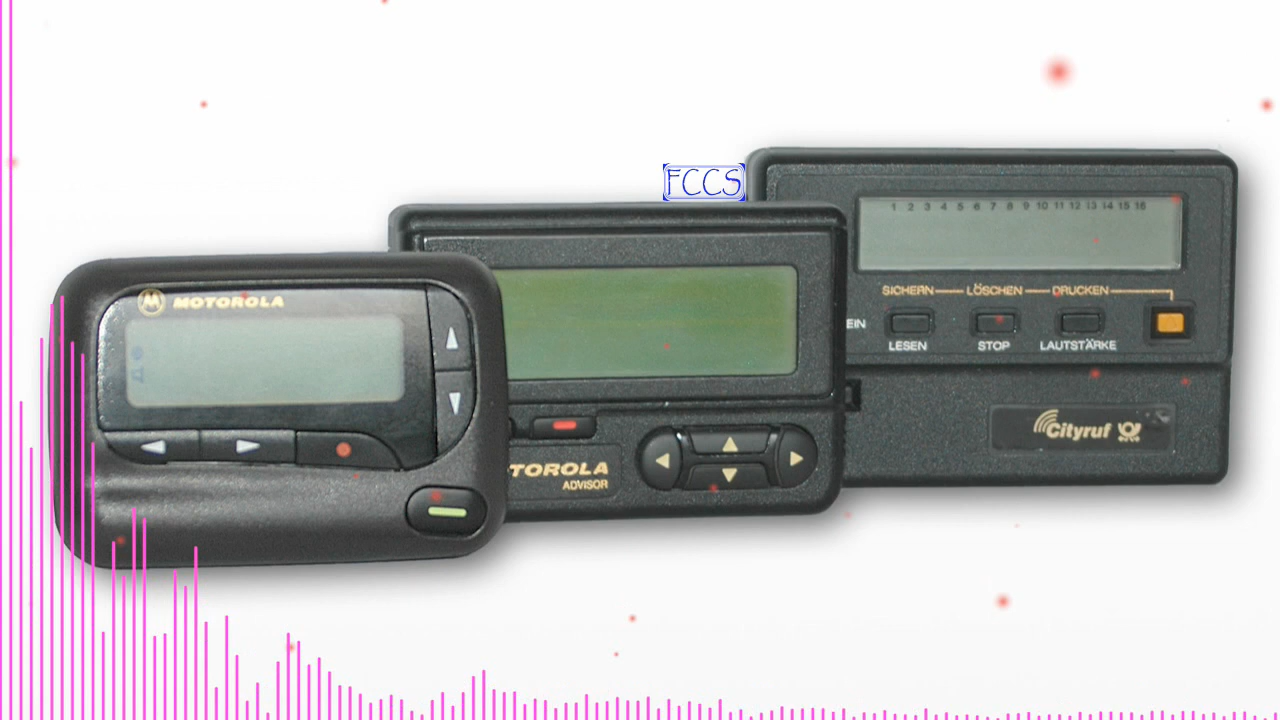 FCCS
1 2 3 4 5 6 7 8 9 10 11 12 13 14 15 16
SICHERN LÖSCHEN DRUCKEN
EIN
LESEN STOP LAUTSTÄRKE
Cityruf
MOTOROLA
TOROLA
ADVISOR